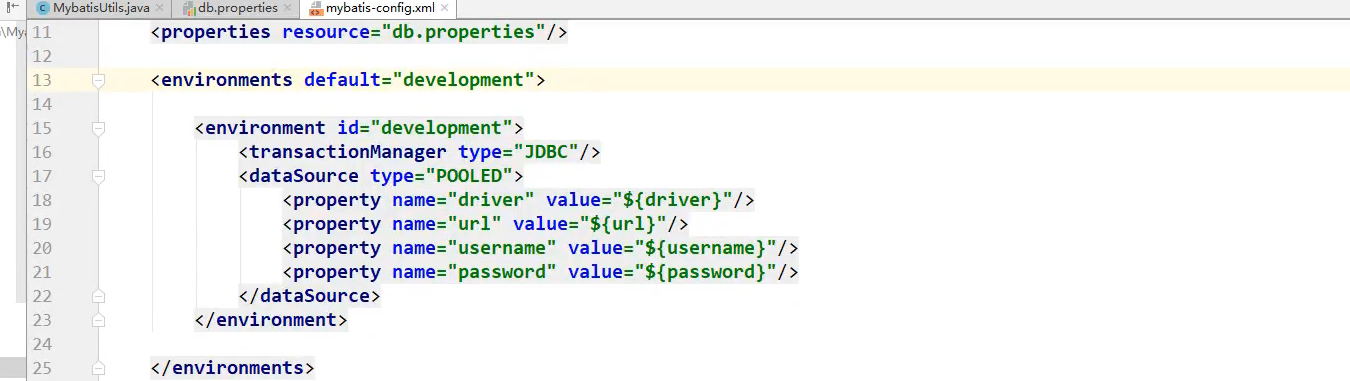 MybatisUtils.java db.properties mybatis-config.xml
11 <properties resource="db.properties"/>
12
13 <environments default="development">
14
15 <environment id="development">
16 <transactionManager type="JDBC"/>
17 <dataSource type="POOLED">
18 <property name="driver" value="${driver}"/>
19 <property name="url" value="${url}"/>
20 <property name="username" value="${username}"/>
21 <property name="password" value="${password}"/>
22 </dataSource>
23 </environment>
24
25 </environments>